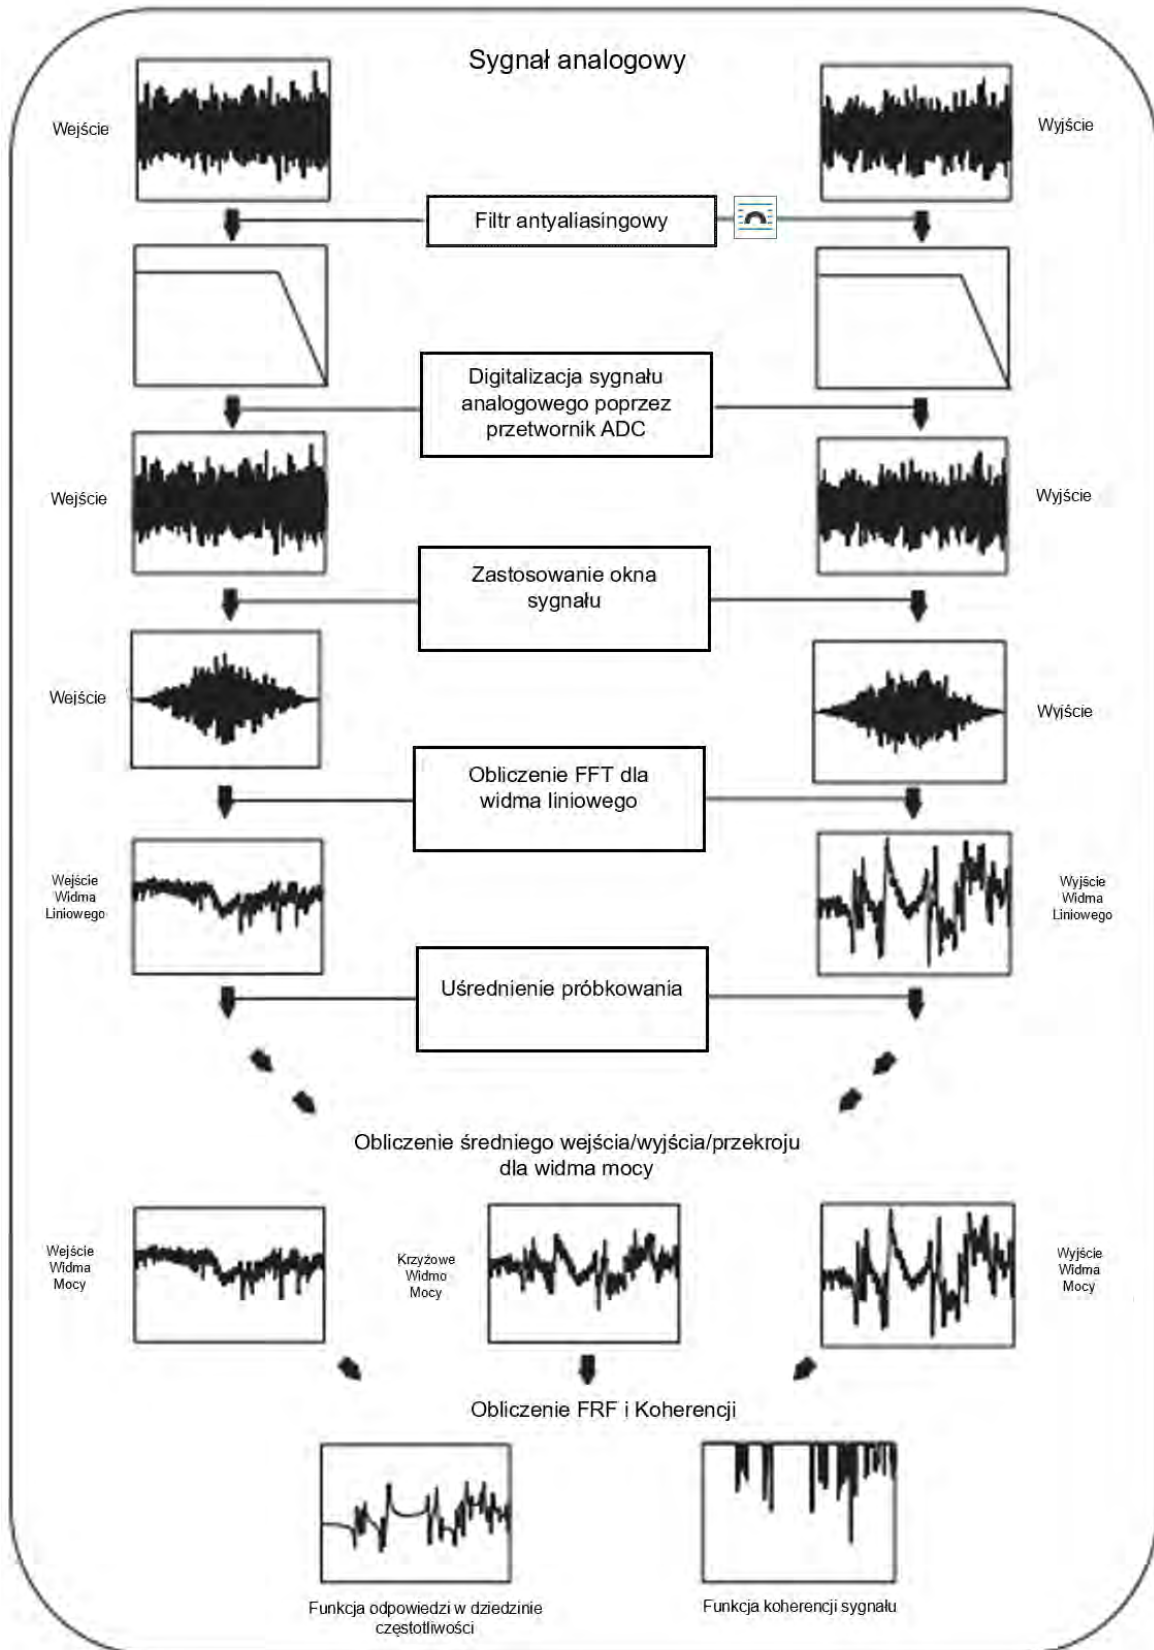 Sygnał analogowy
Wejście
Wyjście
Filtr antyaliasingowy
Digitalizacja sygnału
analogowego poprzez
przetwornik ADC
Wejście
Wyjście
Zastosowanie okna
sygnału
Wejście
Wyjście
Obliczenie FFT dla
widma liniowego
Wejście
Widma
Liniowego
Wyjście
Widma
Liniowego
Uśrednienie próbkowania
Obliczenie średniego wejścia/wyjścia/przekroju
dla widma mocy
Wejście
Widma
Mocy
Krzyżowe
Widmo
Mocy
Wyjście
Widma
Mocy
Obliczenie FRF i Koherencji
Funkcja odpowiedzi w dziedzinie
częstotliwości
Funkcja koherencji sygnału